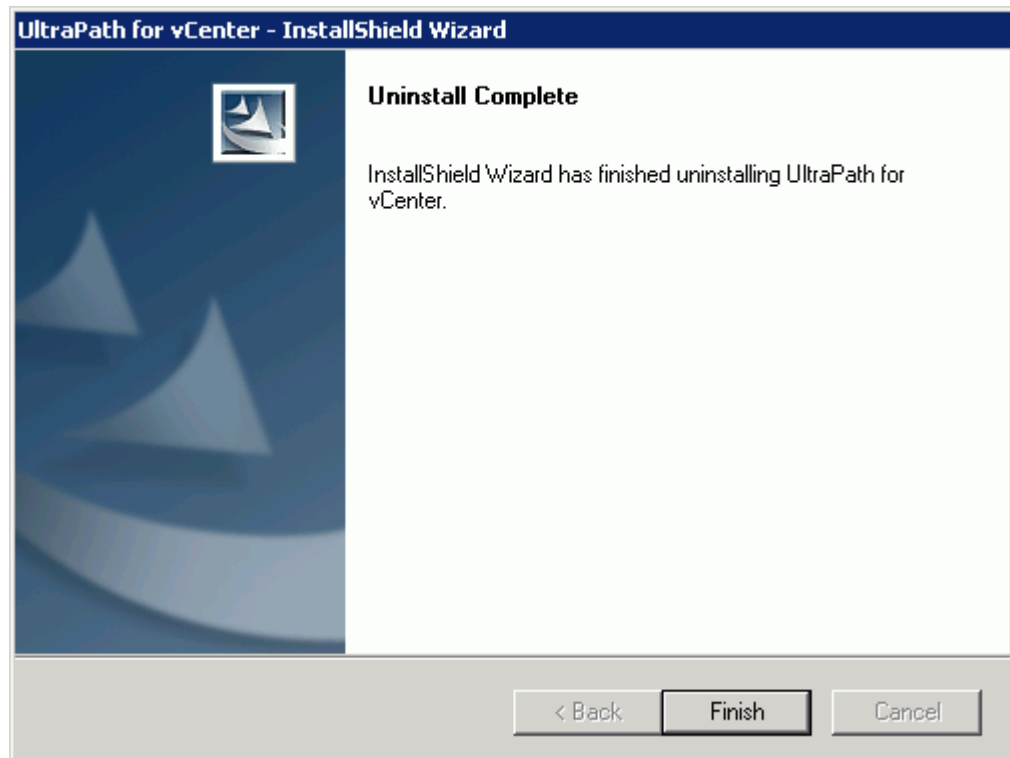 UltraPath for vCenter - InstallShield Wizard
Uninstall Complete
InstallShield Wizard has finished uninstalling UltraPath for
vCenter.
< Back
Finish
Cancel